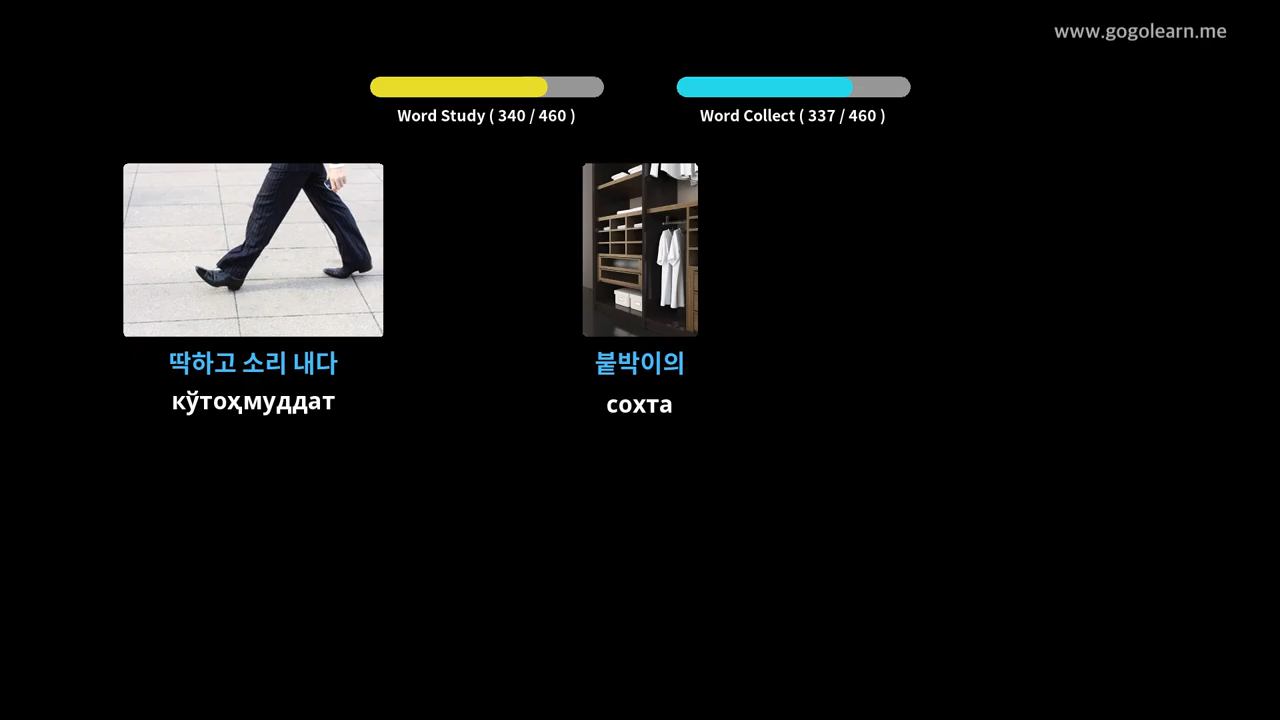 www.gogolearn.me
Word Study ( 340 / 460 )
Word Collect ( 337 / 460 )
딱하고 소리 내다
кӯтоҳмуддат
붙박이의
сохта